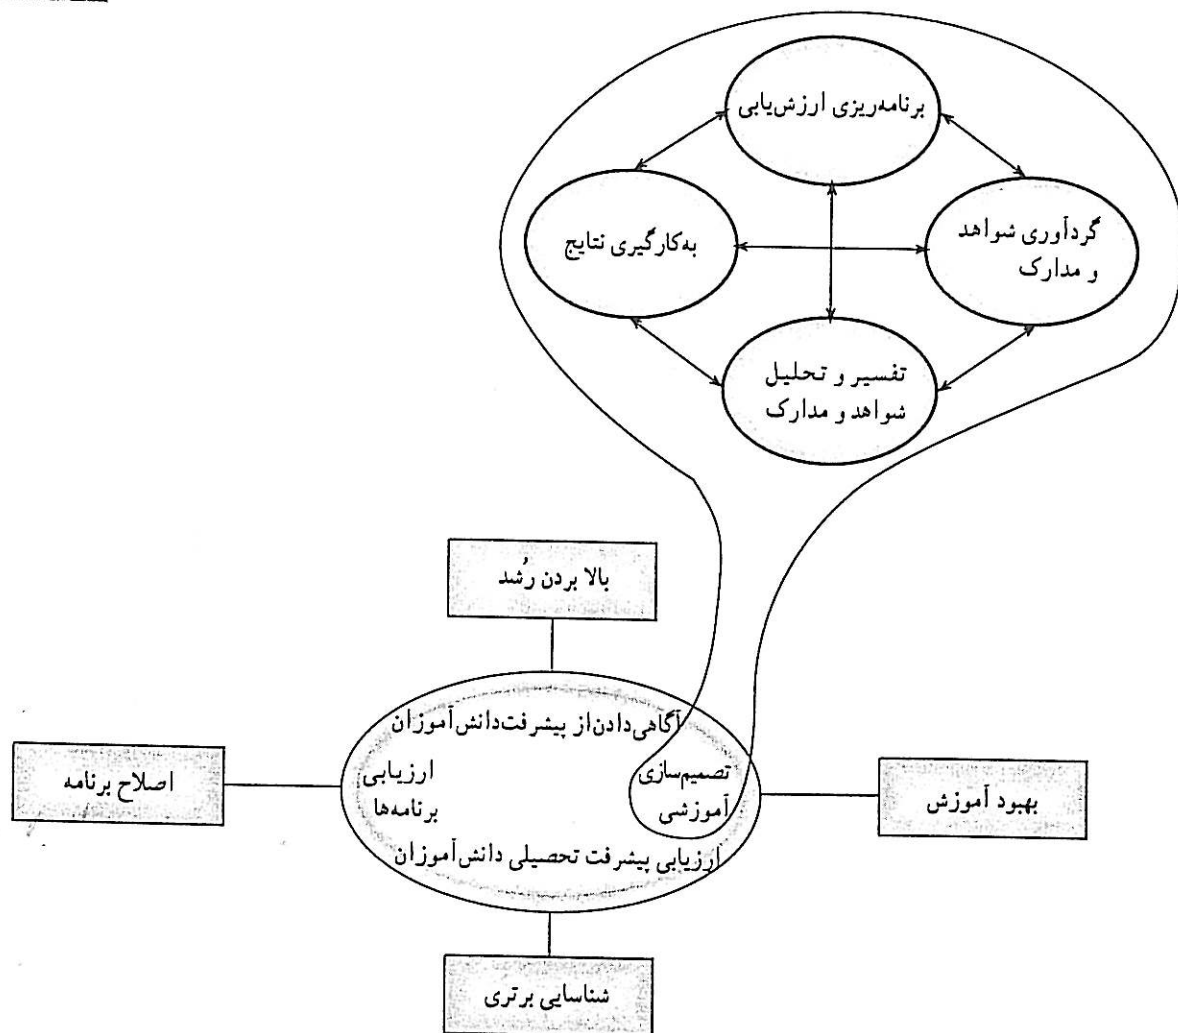 برنامه‌ریزی ارزش‌یابی
گردآوری شواهد
و مدارک
به‌کارگیری نتایج
تفسیر و تحلیل
شواهد و مدارک
بالا بردن رُشد
آگاهی‌دادن از پیشرفت دانش‌آموزان
تصمیم‌سازی
آموزشی
ارزیابی
برنامه‌ها
ارزیابی پیشرفت تحصیلی دانش‌آموزان
بهبود آموزش
اصلاح برنامه
شناسایی برتری